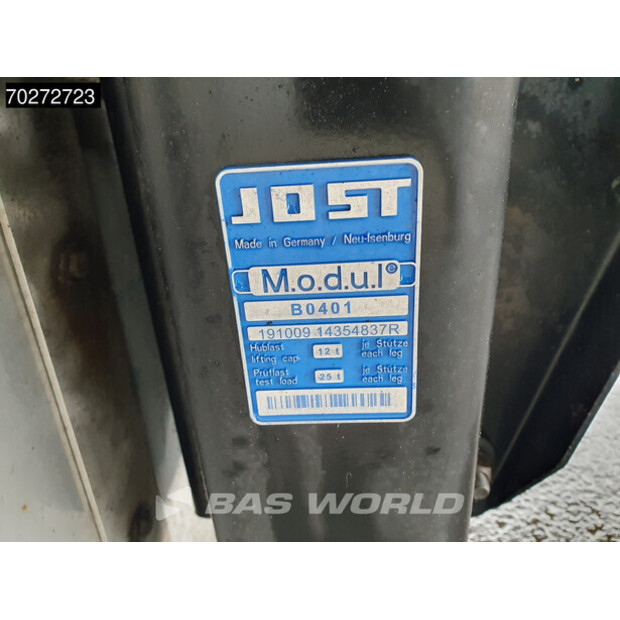 70272723
JOST
Made in Germany / Neu-Isenburg
M.o.d.u.l e
B0401
191009 14354837R
Hublast 12 t je Stütze
lifting cap. each leg
Prüflast 25 t je Stütze
test load each leg
BAS WORLD